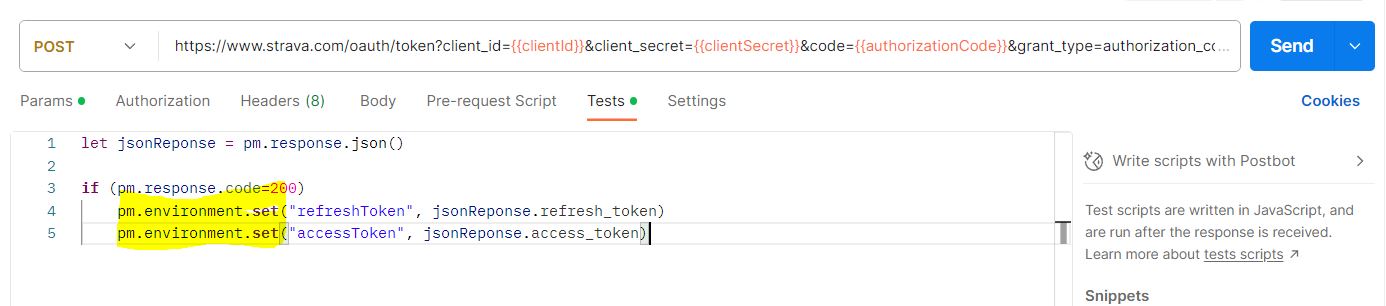 POST https://www.strava.com/oauth/token?client_id={{clientId}}&client_secret={{clientSecret}}&code={{authorizationCode}}&grant_type=authorization_co... Send
Params Authorization Headers (8) Body Pre-request Script Tests Settings Cookies
1 let jsonReponse = pm.response.json()
2
3 if (pm.response.code=200)
4 pm.environment.set("refreshToken", jsonReponse.refresh_token)
5 pm.environment.set("accessToken", jsonReponse.access_token)
Write scripts with Postbot
Test scripts are written in JavaScript, and
are run after the response is received.
Learn more about tests scripts ↗
Snippets